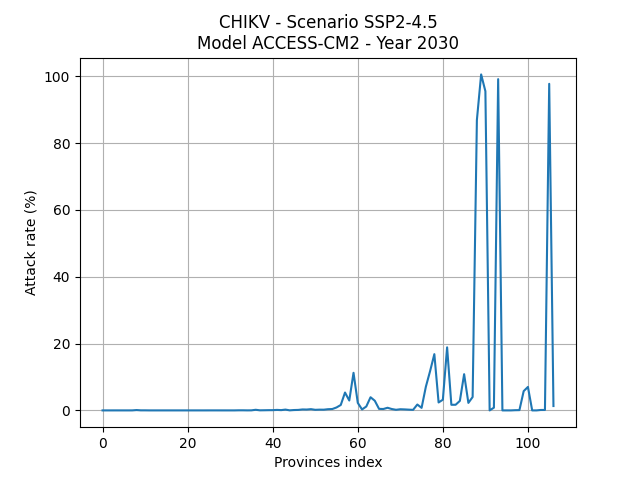 CHIKV - Scenario SSP2-4.5
Model ACCESS-CM2 - Year 2030
100
80
60
40
20
0
Attack rate (%)
0 20 40 60 80 100
Provinces index